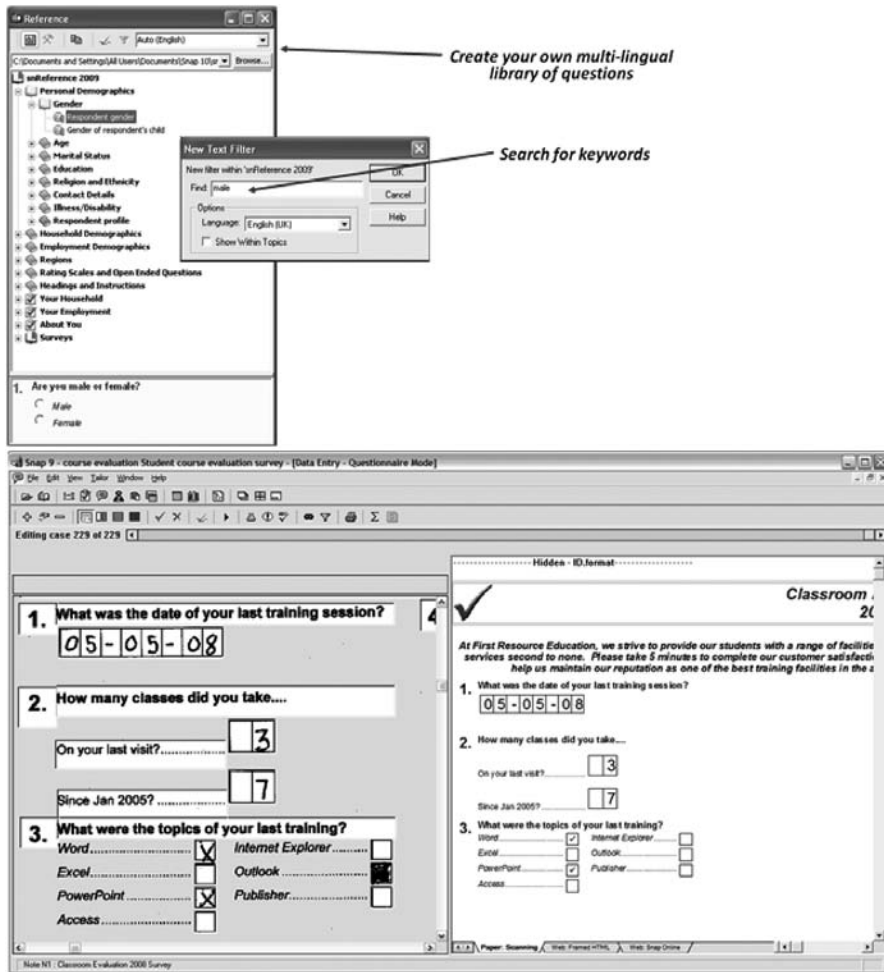 Reference
Auto (English)
C:\Documents and Settings\All Users\Documents\Snap 10\sr
Browse...
snReference 2009
Personal Demographics
Gender
Respondent gender
Gender of respondent's child
Age
Marital Status
Education
Religion and Ethnicity
Contact Details
Illness/Disability
Respondent profile
Household Demographics
Employment Demographics
Regions
Rating Scales and Open Ended Questions
Headings and Instructions
Your Household
Your Employment
About You
Surveys
1. Are you male or female?
Male
Female
Create your own multi-lingual
library of questions
New Text Filter
New filter within 'snReference 2009'
OK
Find: male
Cancel
Options
Help
Language: English (UK)
Show Within Topics
Search for keywords
Snap 9 - course evaluation Student course evaluation survey - [Data Entry - Questionnaire Mode]
File Edit View Tailor Window Help
Editing case 229 of 229
1. What was the date of your last training session?
05-05-08
2. How many classes did you take....
On your last visit?.................. 3
Since Jan 2005? .................. 7
3. What were the topics of your last training?
Word.................. X Internet Explorer..........
Excel.................. Outlook ..................
PowerPoint............. X Publisher..................
Access..................
4
Hidden - ID.format
Classroom
20
At First Resource Education, we strive to provide our students with a range of facilitie
services second to none. Please take 5 minutes to complete our customer satisfacti
help us maintain our reputation as one of the best training facilities in the a
1. What was the date of your last training session?
05-05-08
2. How many classes did you take....
On your last visit?.................. 3
Since Jan 2005? .................. 7
3. What were the topics of your last training?
Word.................. Internet Explorer..........
Excel.................. Outlook..................
PowerPoint............. Publisher..................
Access..................
Paper: Scanning Web: Framed HTML Web: Snap Online
Note N1 : Classroom Evaluation 2008 Survey